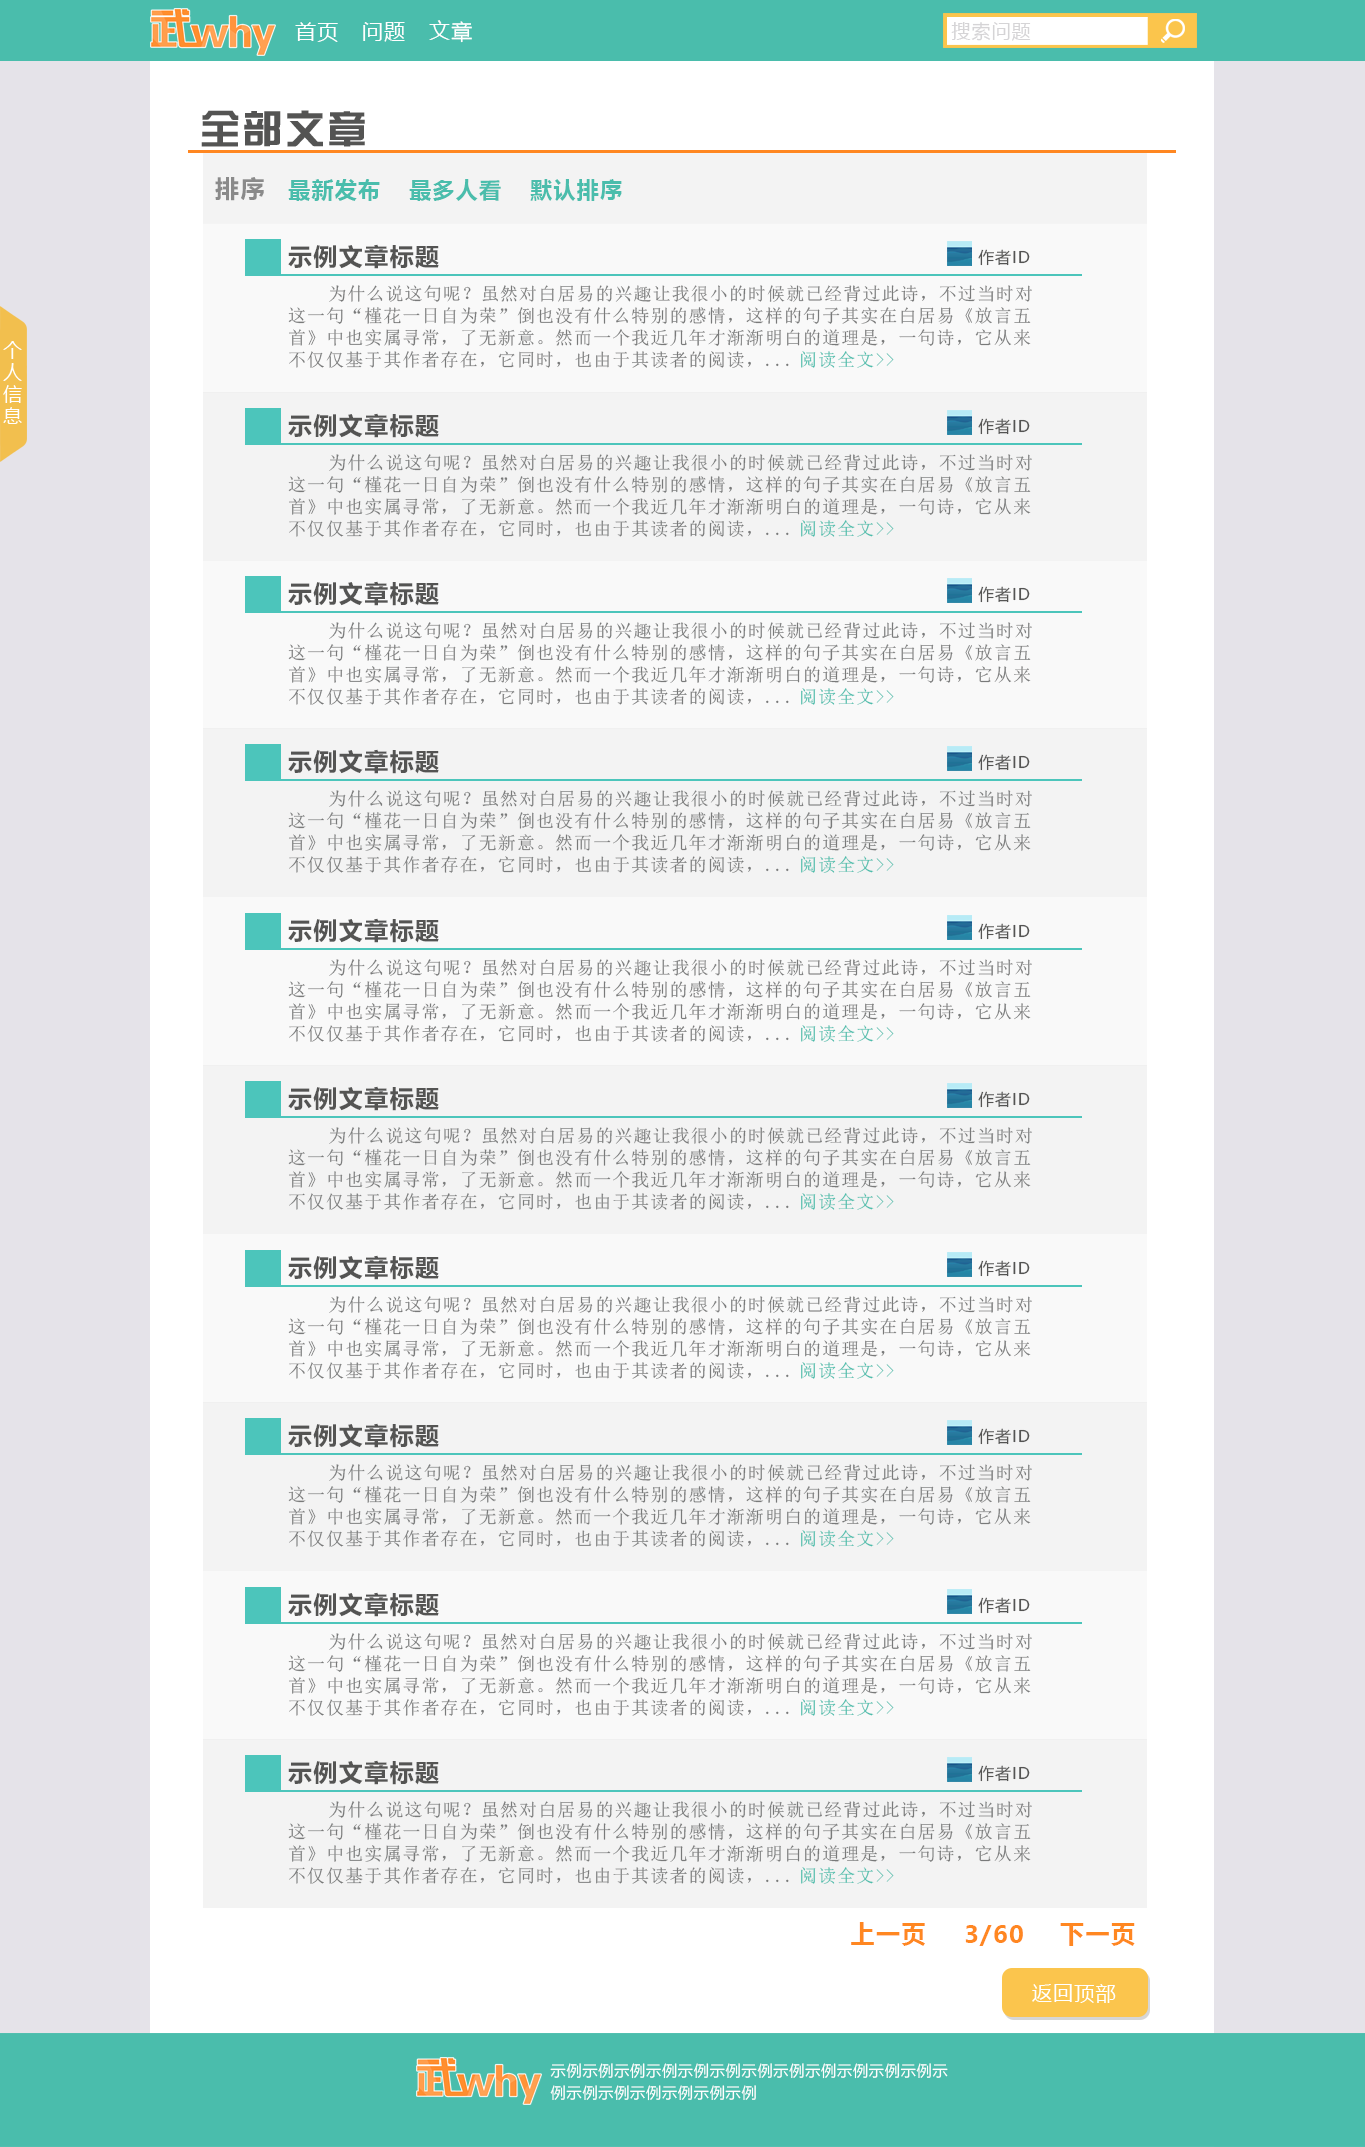 武why 首页 问题 文章 搜索问题
全部文章
排序 最新发布 最多人看 默认排序
示例文章标题 作者ID
为什么说这句呢？虽然对白居易的兴趣让我很小的时候就已经背过此诗，不过当时对
这一句“槿花一日自为荣”倒也没有什么特别的感情，这样的句子其实在白居易《放言五
首》中也实属寻常，了无新意。然而一个我近几年才渐渐明白的道理是，一句诗，它从来
不仅仅基于其作者存在，它同时，也由于其读者的阅读，... 阅读全文>>
个人信息
示例文章标题 作者ID
为什么说这句呢？虽然对白居易的兴趣让我很小的时候就已经背过此诗，不过当时对
这一句“槿花一日自为荣”倒也没有什么特别的感情，这样的句子其实在白居易《放言五
首》中也实属寻常，了无新意。然而一个我近几年才渐渐明白的道理是，一句诗，它从来
不仅仅基于其作者存在，它同时，也由于其读者的阅读，... 阅读全文>>
示例文章标题 作者ID
为什么说这句呢？虽然对白居易的兴趣让我很小的时候就已经背过此诗，不过当时对
这一句“槿花一日自为荣”倒也没有什么特别的感情，这样的句子其实在白居易《放言五
首》中也实属寻常，了无新意。然而一个我近几年才渐渐明白的道理是，一句诗，它从来
不仅仅基于其作者存在，它同时，也由于其读者的阅读，... 阅读全文>>
示例文章标题 作者ID
为什么说这句呢？虽然对白居易的兴趣让我很小的时候就已经背过此诗，不过当时对
这一句“槿花一日自为荣”倒也没有什么特别的感情，这样的句子其实在白居易《放言五
首》中也实属寻常，了无新意。然而一个我近几年才渐渐明白的道理是，一句诗，它从来
不仅仅基于其作者存在，它同时，也由于其读者的阅读，... 阅读全文>>
示例文章标题 作者ID
为什么说这句呢？虽然对白居易的兴趣让我很小的时候就已经背过此诗，不过当时对
这一句“槿花一日自为荣”倒也没有什么特别的感情，这样的句子其实在白居易《放言五
首》中也实属寻常，了无新意。然而一个我近几年才渐渐明白的道理是，一句诗，它从来
不仅仅基于其作者存在，它同时，也由于其读者的阅读，... 阅读全文>>
示例文章标题 作者ID
为什么说这句呢？虽然对白居易的兴趣让我很小的时候就已经背过此诗，不过当时对
这一句“槿花一日自为荣”倒也没有什么特别的感情，这样的句子其实在白居易《放言五
首》中也实属寻常，了无新意。然而一个我近几年才渐渐明白的道理是，一句诗，它从来
不仅仅基于其作者存在，它同时，也由于其读者的阅读，... 阅读全文>>
示例文章标题 作者ID
为什么说这句呢？虽然对白居易的兴趣让我很小的时候就已经背过此诗，不过当时对
这一句“槿花一日自为荣”倒也没有什么特别的感情，这样的句子其实在白居易《放言五
首》中也实属寻常，了无新意。然而一个我近几年才渐渐明白的道理是，一句诗，它从来
不仅仅基于其作者存在，它同时，也由于其读者的阅读，... 阅读全文>>
示例文章标题 作者ID
为什么说这句呢？虽然对白居易的兴趣让我很小的时候就已经背过此诗，不过当时对
这一句“槿花一日自为荣”倒也没有什么特别的感情，这样的句子其实在白居易《放言五
首》中也实属寻常，了无新意。然而一个我近几年才渐渐明白的道理是，一句诗，它从来
不仅仅基于其作者存在，它同时，也由于其读者的阅读，... 阅读全文>>
示例文章标题 作者ID
为什么说这句呢？虽然对白居易的兴趣让我很小的时候就已经背过此诗，不过当时对
这一句“槿花一日自为荣”倒也没有什么特别的感情，这样的句子其实在白居易《放言五
首》中也实属寻常，了无新意。然而一个我近几年才渐渐明白的道理是，一句诗，它从来
不仅仅基于其作者存在，它同时，也由于其读者的阅读，... 阅读全文>>
示例文章标题 作者ID
为什么说这句呢？虽然对白居易的兴趣让我很小的时候就已经背过此诗，不过当时对
这一句“槿花一日自为荣”倒也没有什么特别的感情，这样的句子其实在白居易《放言五
首》中也实属寻常，了无新意。然而一个我近几年才渐渐明白的道理是，一句诗，它从来
不仅仅基于其作者存在，它同时，也由于其读者的阅读，... 阅读全文>>
上一页 3/60 下一页
返回顶部
武why 示例示例示例示例示例示例示例示例示例示例示例示例示
例示例示例示例示例示例示例